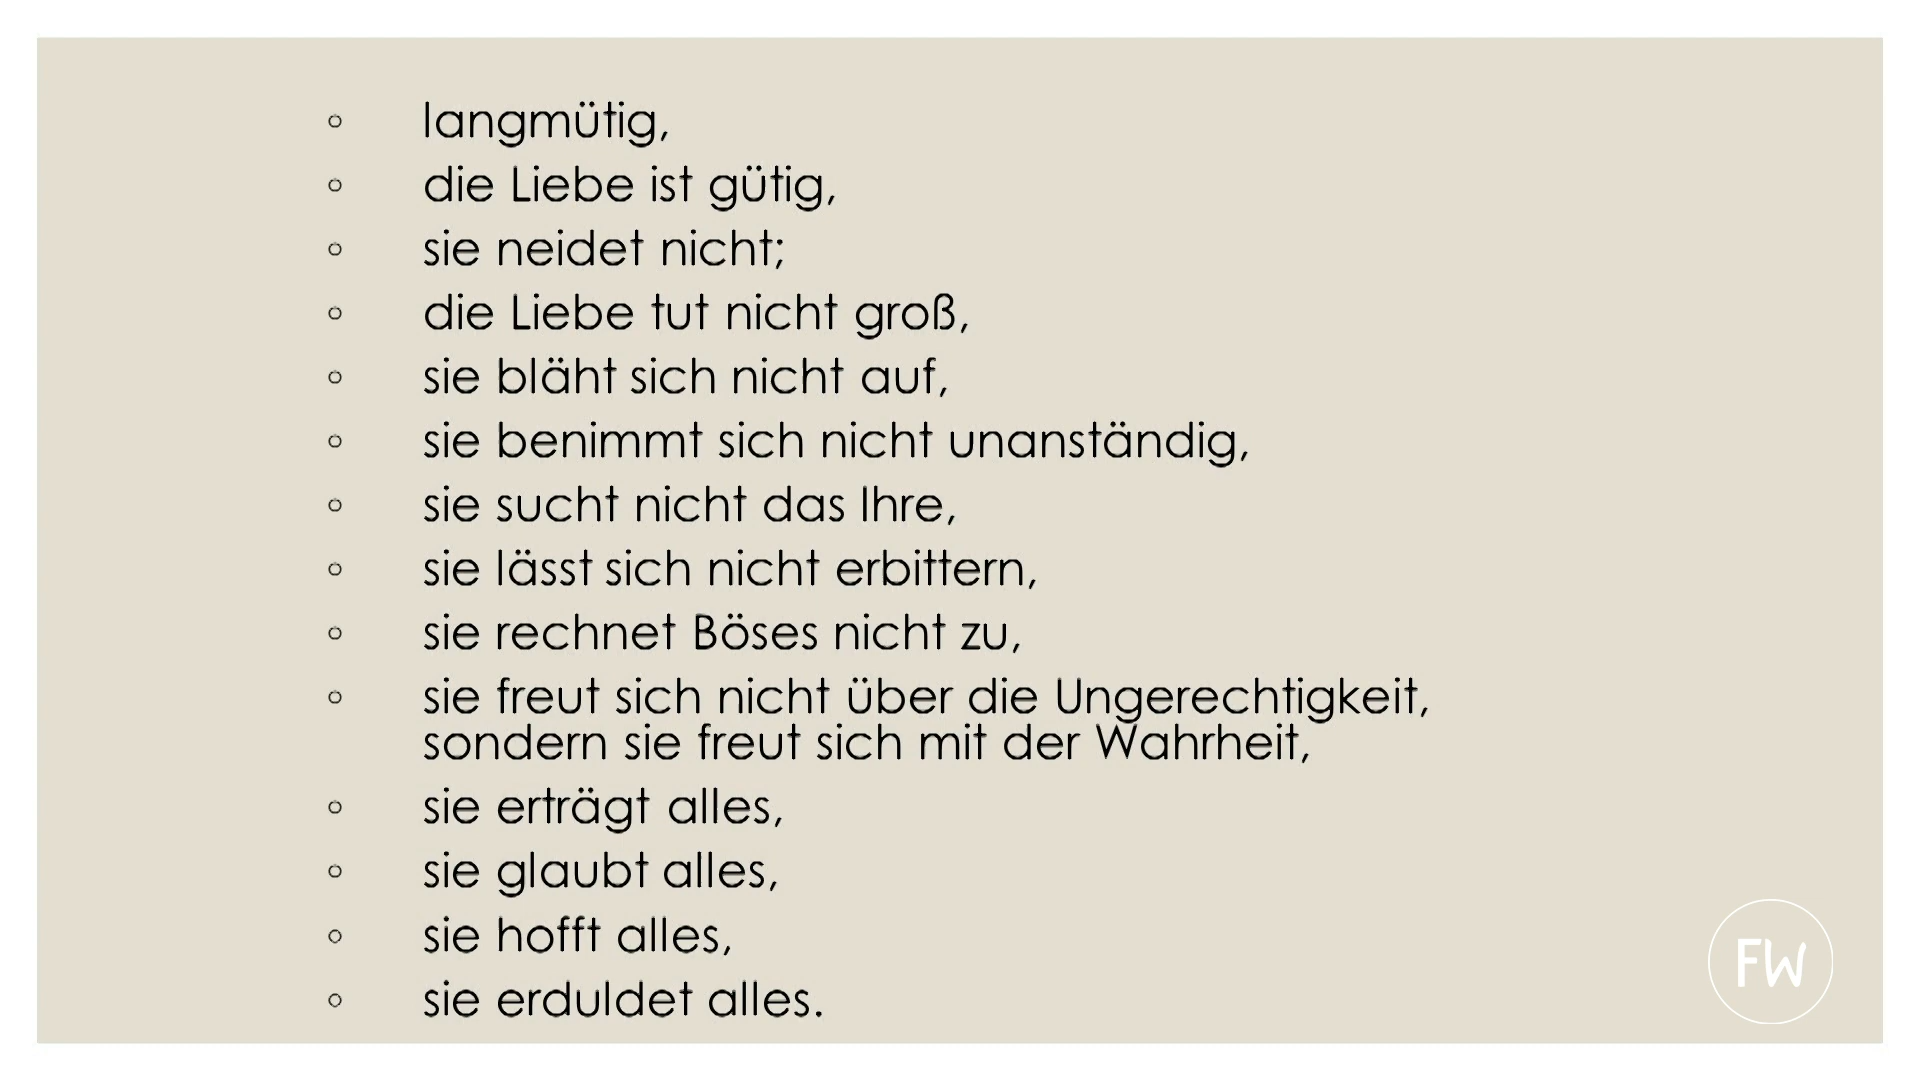 langmütig,
die Liebe ist gütig,
sie neidet nicht;
die Liebe tut nicht groß,
sie bläht sich nicht auf,
sie benimmt sich nicht unanständig,
sie sucht nicht das Ihre,
sie lässt sich nicht erbittern,
sie rechnet Böses nicht zu,
sie freut sich nicht über die Ungerechtigkeit,
sondern sie freut sich mit der Wahrheit,
sie erträgt alles,
sie glaubt alles,
sie hofft alles,
sie erduldet alles.
FW